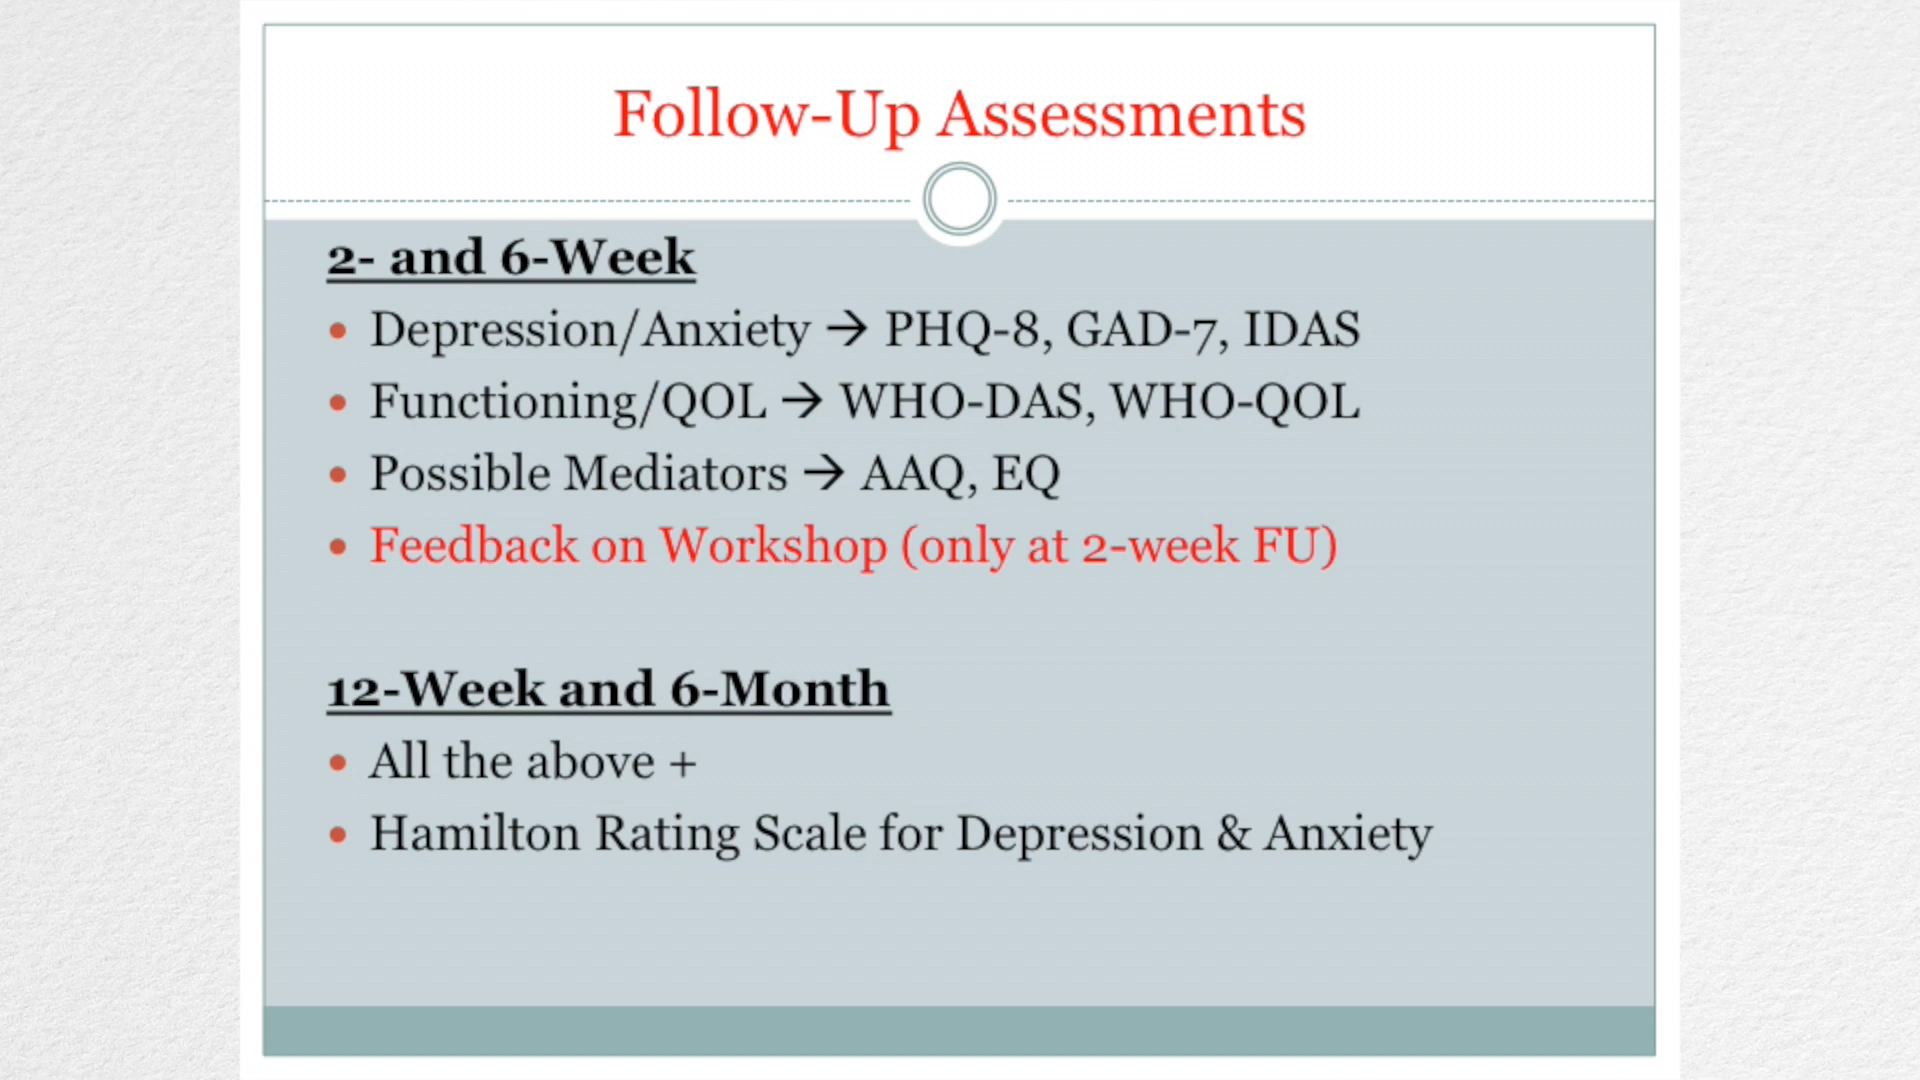 Follow-Up Assessments
2- and 6-Week
• Depression/Anxiety → PHQ-8, GAD-7, IDAS
• Functioning/QOL → WHO-DAS, WHO-QOL
• Possible Mediators → AAQ, EQ
• Feedback on Workshop (only at 2-week FU)
12-Week and 6-Month
• All the above +
• Hamilton Rating Scale for Depression & Anxiety